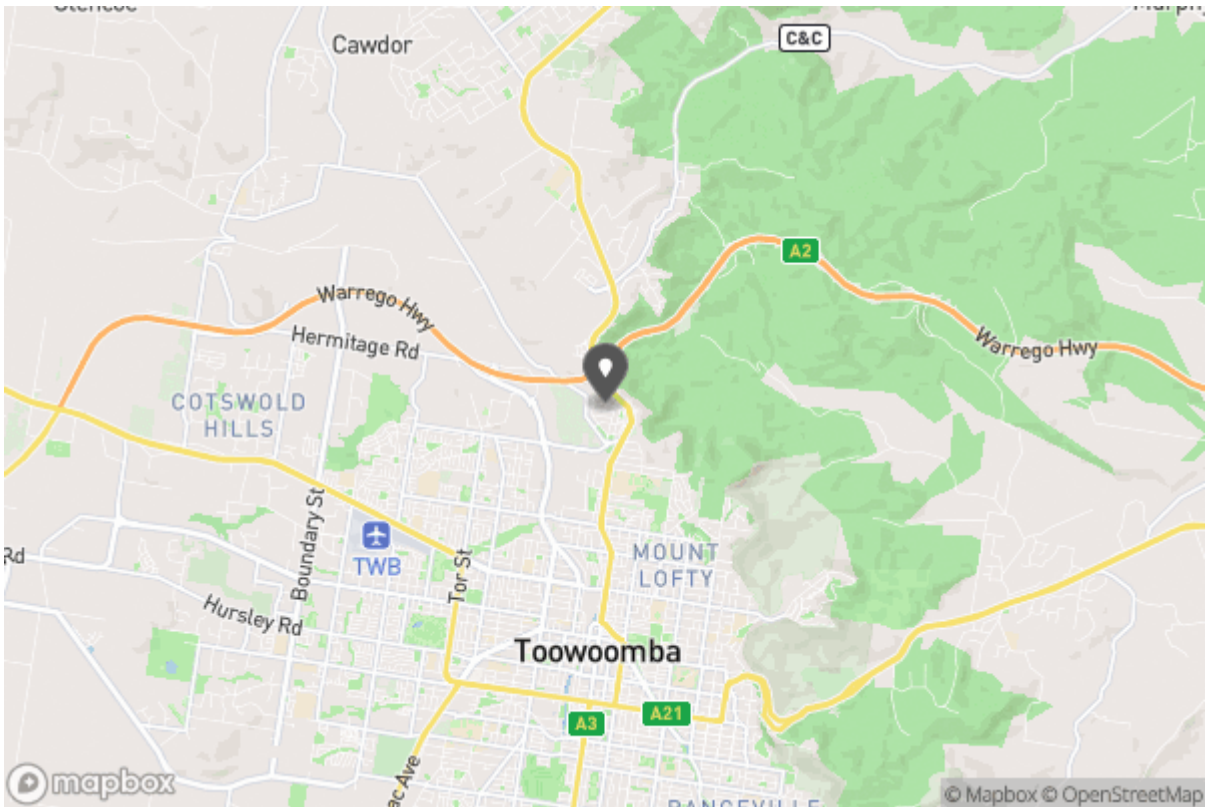 Glencoe
Cawdor
C&C
Warrego Hwy
A2
Hermitage Rd
Warrego Hwy
COTSWOLD
HILLS
Boundary St
TWB
Tor St
MOUNT
LOFTY
Rd
Hursley Rd
Toowoomba
A3
A21
mapbox
© Mapbox © OpenStreetMap